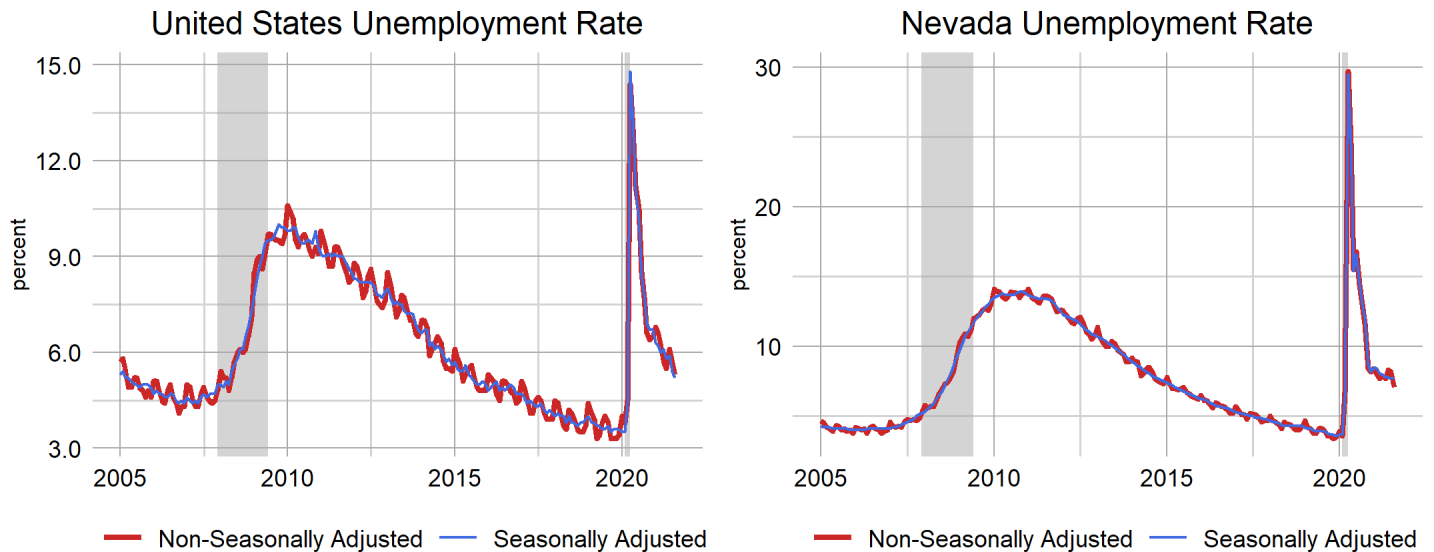 United States Unemployment Rate
percent
15.0
12.0
9.0
6.0
3.0
2005 2010 2015 2020
Non-Seasonally Adjusted Seasonally Adjusted
Nevada Unemployment Rate
percent
30
20
10
2005 2010 2015 2020
Non-Seasonally Adjusted Seasonally Adjusted